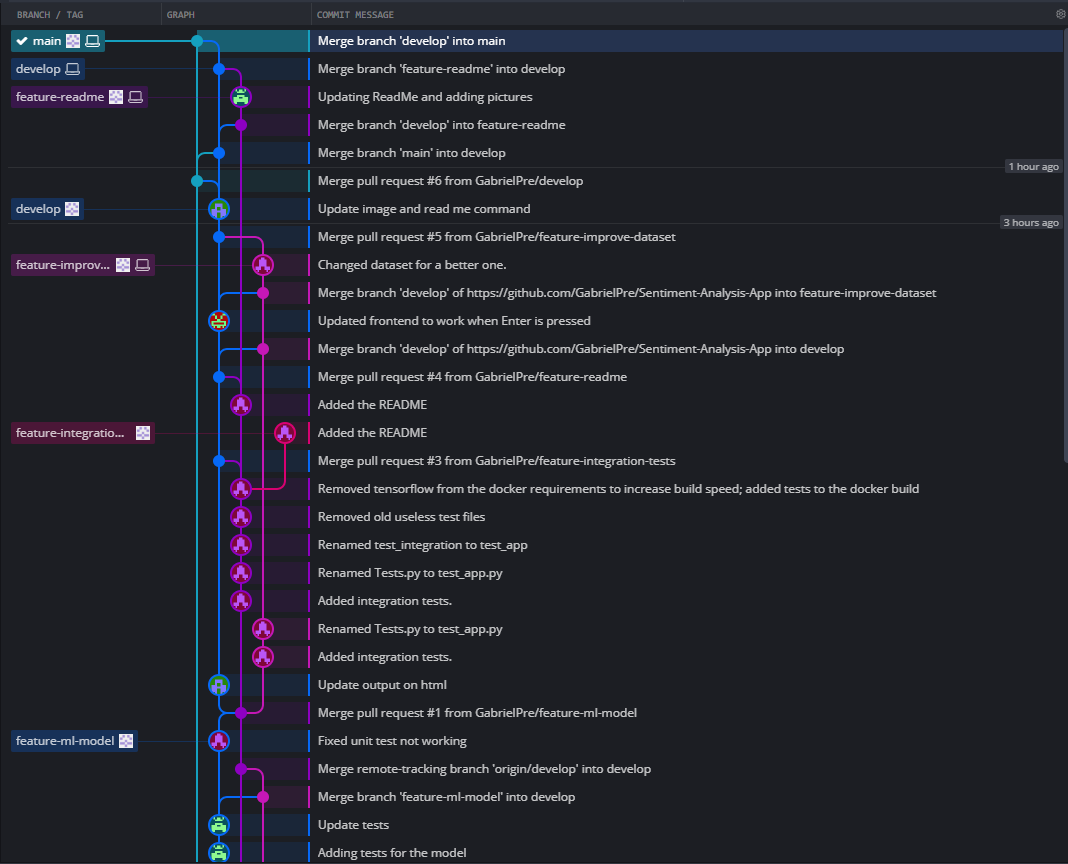 BRANCH / TAG GRAPH COMMIT MESSAGE
main Merge branch 'develop' into main
develop Merge branch 'feature-readme' into develop
feature-readme Updating ReadMe and adding pictures
Merge branch 'develop' into feature-readme
Merge branch 'main' into develop
1 hour ago
Merge pull request #6 from GabrielPre/develop
develop Update image and read me command
3 hours ago
Merge pull request #5 from GabrielPre/feature-improve-dataset
feature-improv... Changed dataset for a better one.
Merge branch 'develop' of https://github.com/GabrielPre/Sentiment-Analysis-App into feature-improve-dataset
Updated frontend to work when Enter is pressed
Merge branch 'develop' of https://github.com/GabrielPre/Sentiment-Analysis-App into develop
Merge pull request #4 from GabrielPre/feature-readme
Added the README
feature-integratio... Added the README
Merge pull request #3 from GabrielPre/feature-integration-tests
Removed tensorflow from the docker requirements to increase build speed; added tests to the docker build
Removed old useless test files
Renamed test_integration to test_app
Renamed Tests.py to test_app.py
Added integration tests.
Renamed Tests.py to test_app.py
Added integration tests.
Update output on html
Merge pull request #1 from GabrielPre/feature-ml-model
feature-ml-model Fixed unit test not working
Merge remote-tracking branch 'origin/develop' into develop
Merge branch 'feature-ml-model' into develop
Update tests
Adding tests for the model